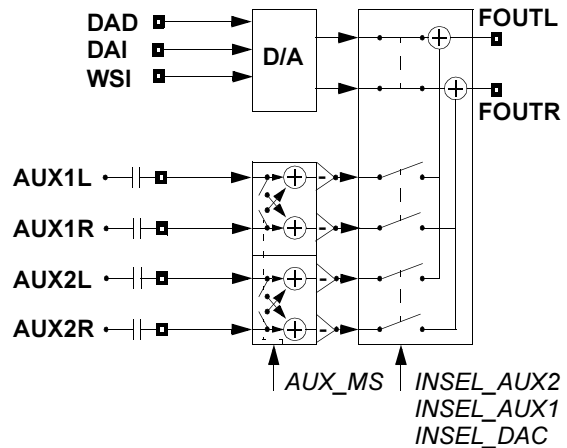 DAD
DAI
WSI
D/A
FOUTL
FOUTR
AUX1L
AUX1R
AUX2L
AUX2R
AUX_MS
INSEL_AUX2
INSEL_AUX1
INSEL_DAC